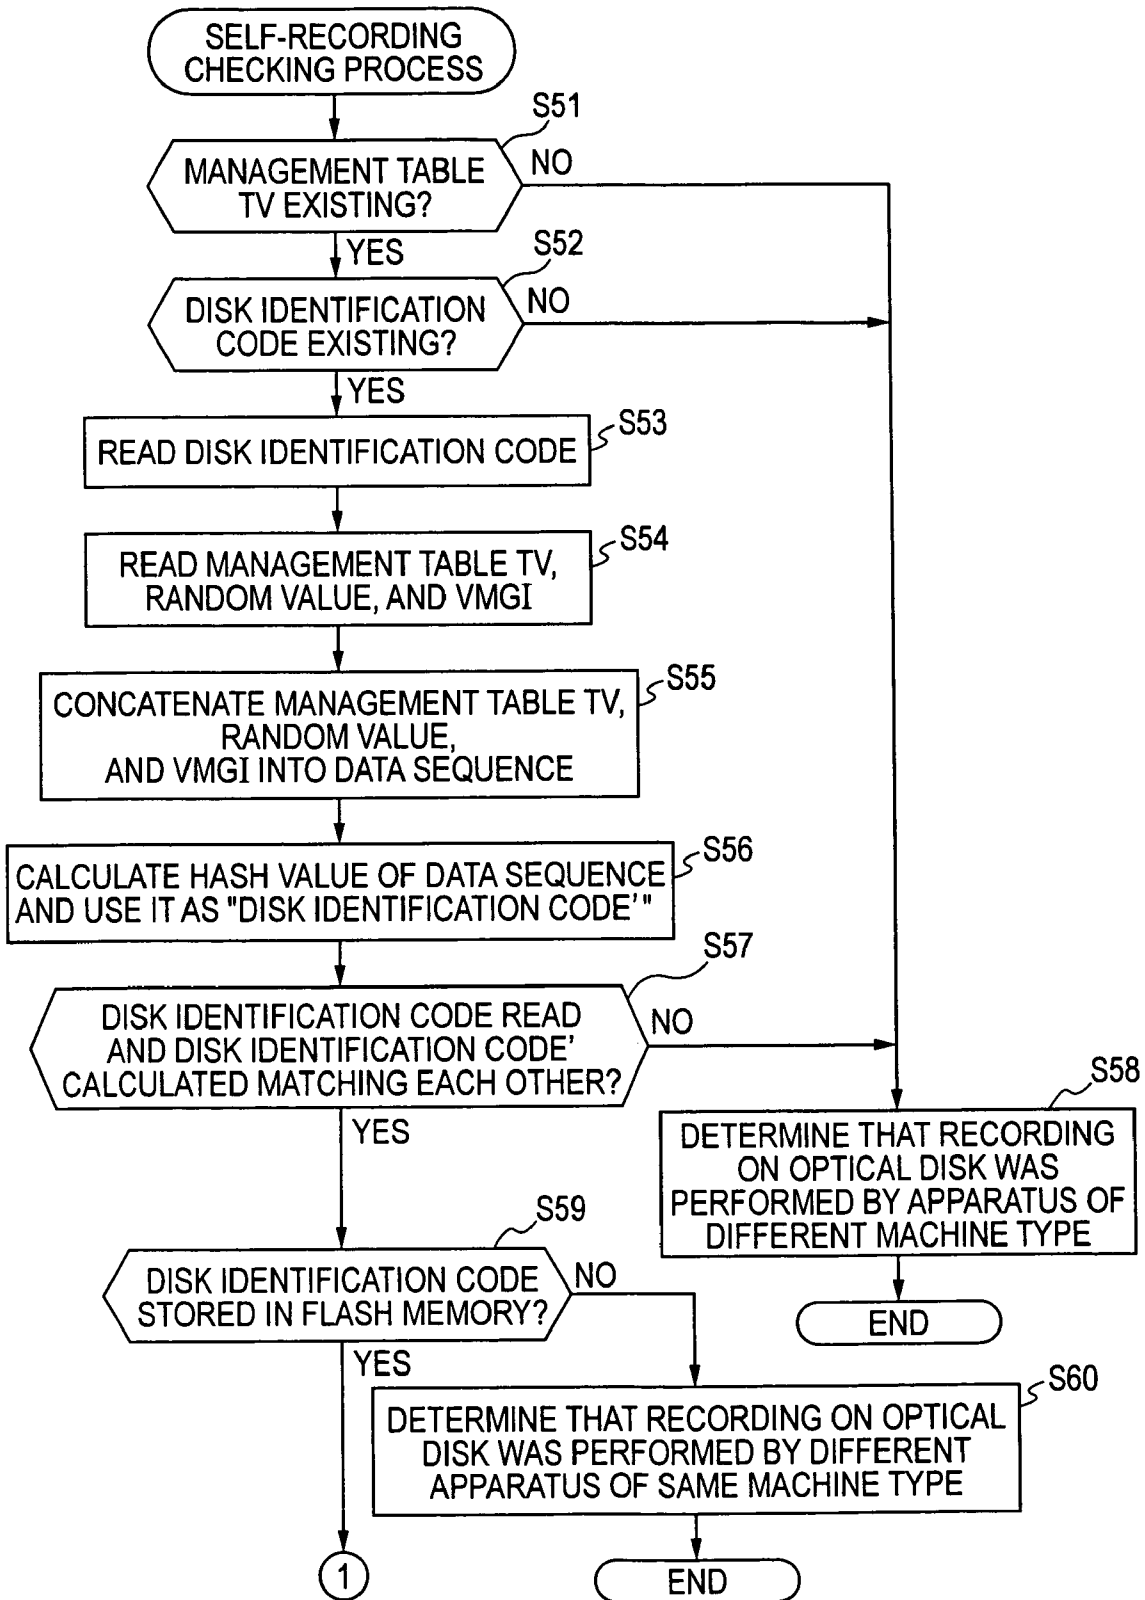 SELF-RECORDING
CHECKING PROCESS
S51
MANAGEMENT TABLE
TV EXISTING?
NO
YES
S52
DISK IDENTIFICATION
CODE EXISTING?
NO
YES
S53
READ DISK IDENTIFICATION CODE
S54
READ MANAGEMENT TABLE TV,
RANDOM VALUE, AND VMGI
S55
CONCATENATE MANAGEMENT TABLE TV,
RANDOM VALUE,
AND VMGI INTO DATA SEQUENCE
S56
CALCULATE HASH VALUE OF DATA SEQUENCE
AND USE IT AS "DISK IDENTIFICATION CODE'"
S57
DISK IDENTIFICATION CODE READ
AND DISK IDENTIFICATION CODE'
CALCULATED MATCHING EACH OTHER?
NO
YES
S58
DETERMINE THAT RECORDING
ON OPTICAL DISK WAS
PERFORMED BY APPARATUS OF
DIFFERENT MACHINE TYPE
END
S59
DISK IDENTIFICATION CODE
STORED IN FLASH MEMORY?
NO
YES
S60
DETERMINE THAT RECORDING ON OPTICAL
DISK WAS PERFORMED BY DIFFERENT
APPARATUS OF SAME MACHINE TYPE
1
END